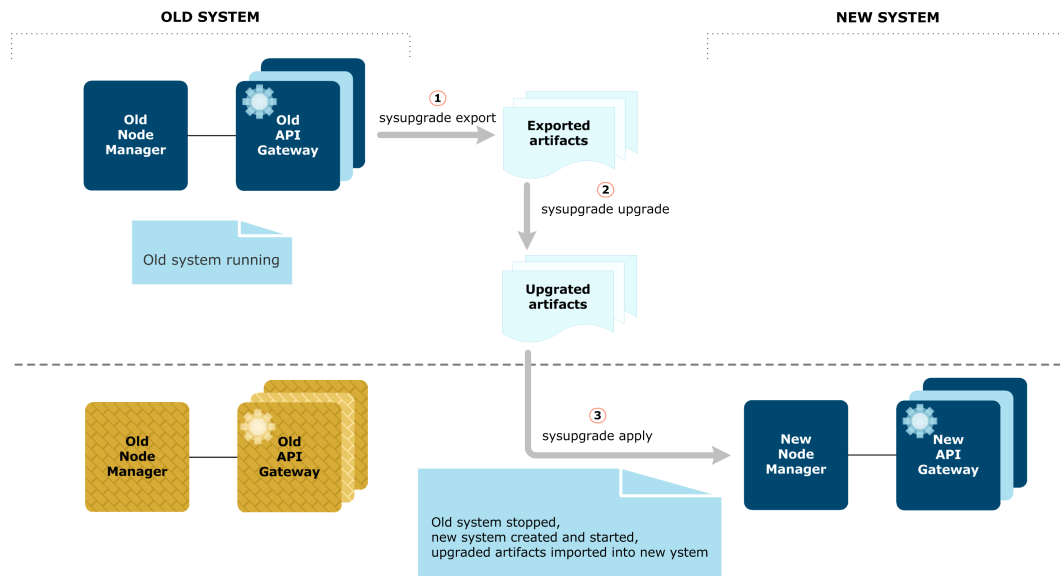 OLD SYSTEM
NEW SYSTEM
Old
Node
Manager
Old
API
Gateway
1
sysupgrade export
Exported
artifacts
2
sysupgrade upgrade
Old system running
Upgrated
artifacts
Old
Node
Manager
Old
API
Gateway
3
sysupgrade apply
New
Node
Manager
New
API
Gateway
Old system stopped,
new system created and started,
upgraded artifacts imported into new ystem